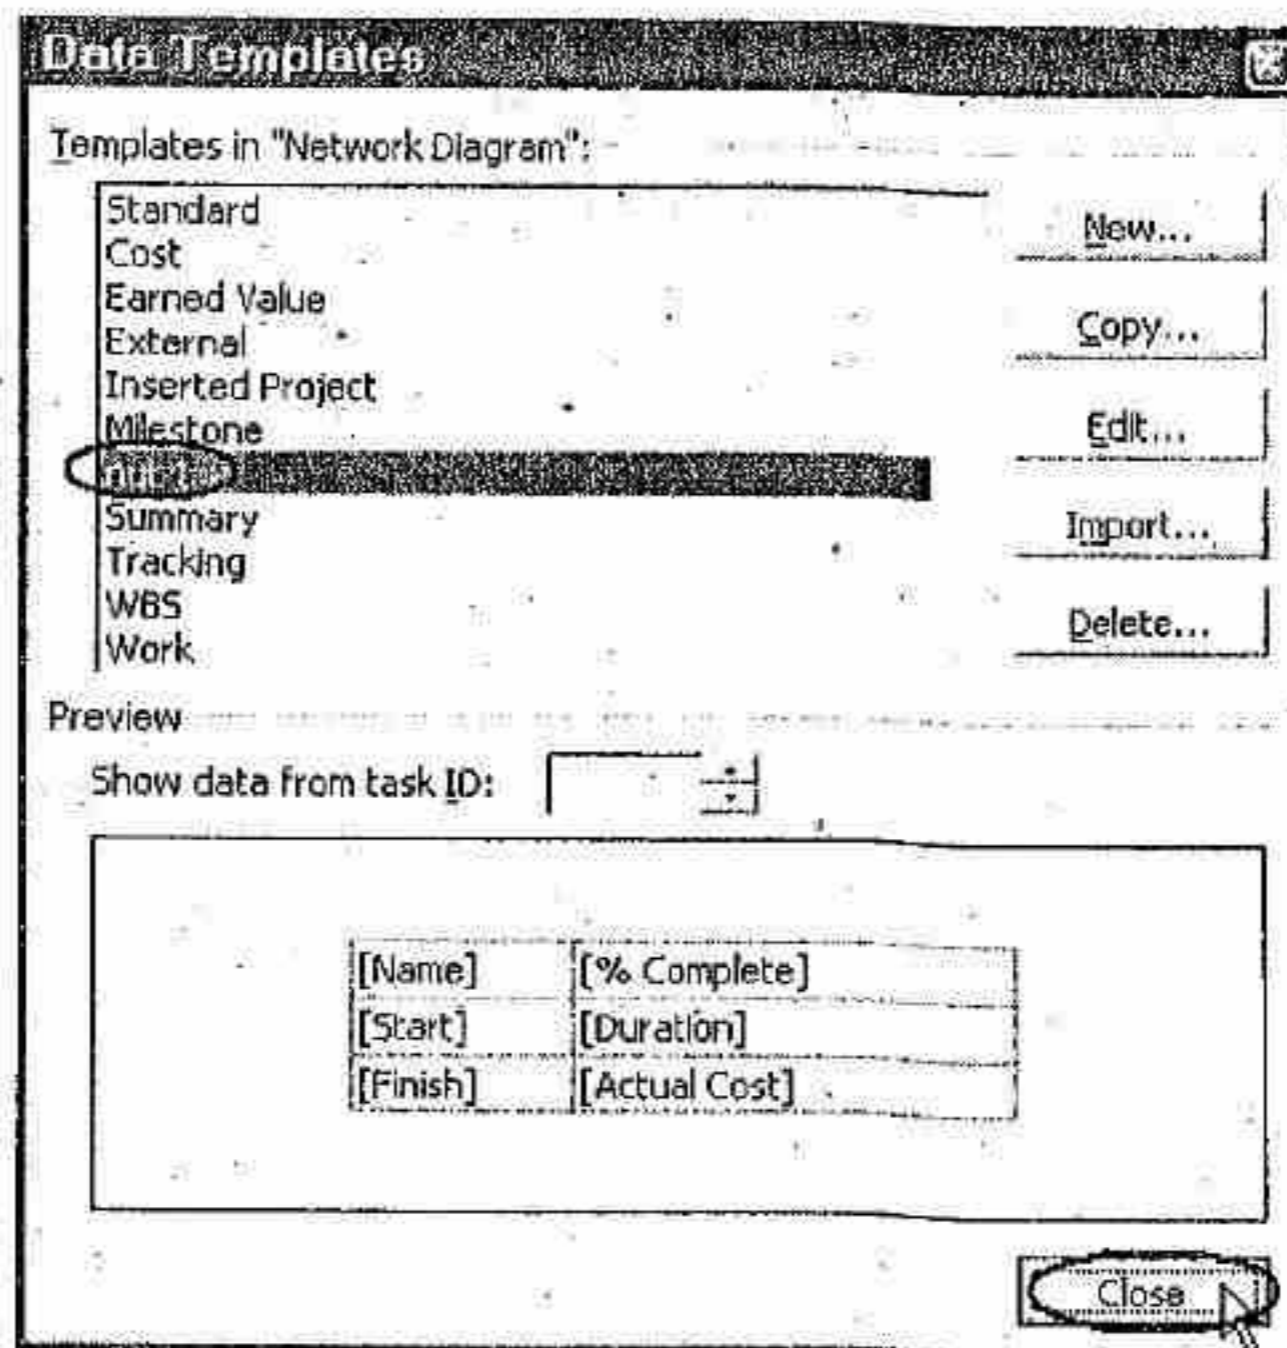 Data Templates
Templates in "Network Diagram":
Standard
Cost
Earned Value
External
Inserted Project
Milestone
Summary
Tracking
WBS
Work
New...
Copy...
Edit...
Import...
Delete...
Preview
Show data from task ID:
[Name] [% Complete]
[Start] [Duration]
[Finish] [Actual Cost]
Close